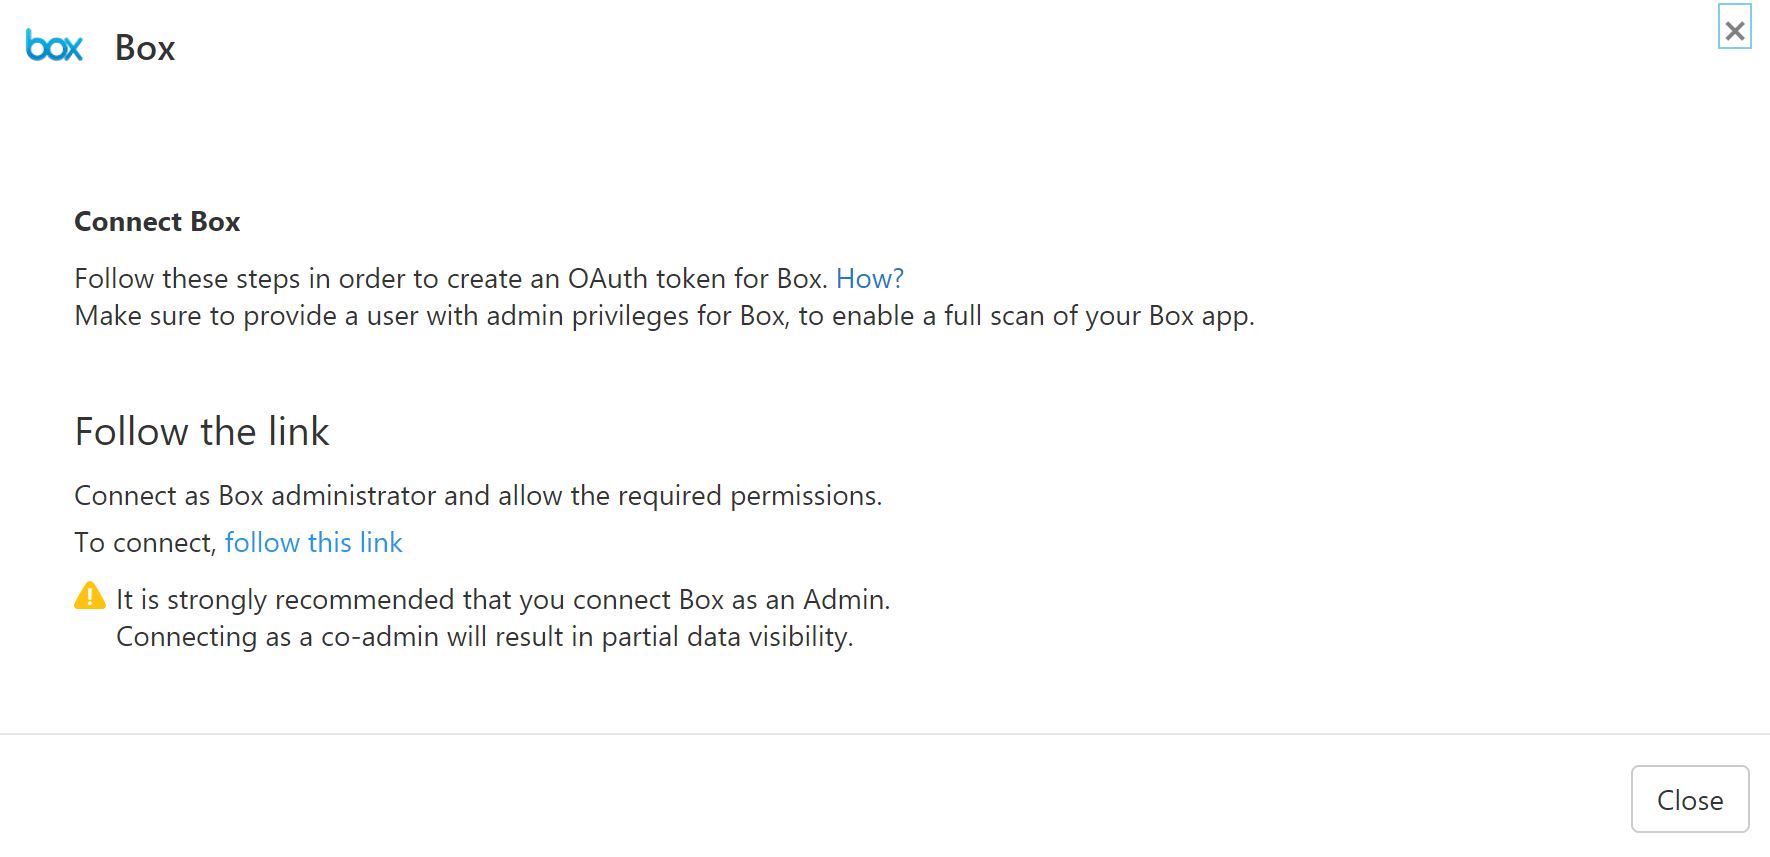 box Box
Connect Box
Follow these steps in order to create an OAuth token for Box. How?
Make sure to provide a user with admin privileges for Box, to enable a full scan of your Box app.
Follow the link
Connect as Box administrator and allow the required permissions.
To connect, follow this link
It is strongly recommended that you connect Box as an Admin.
Connecting as a co-admin will result in partial data visibility.
Close